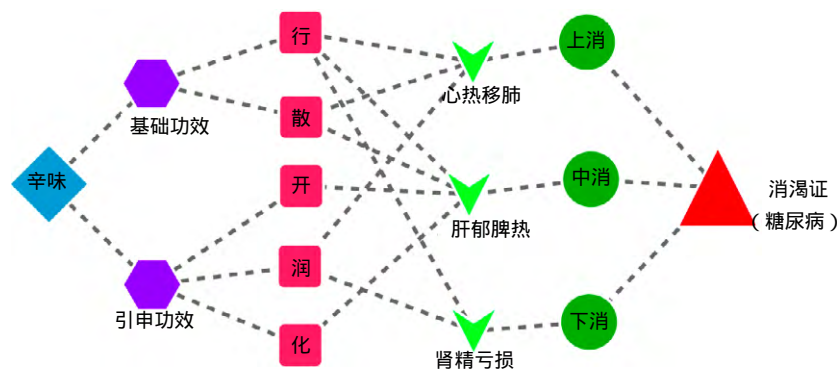 辛味
基础功效
引申功效
行
散
开
润
化
心热移肺
肝郁脾热
肾精亏损
上消
中消
下消
消渴证
（糖尿病）